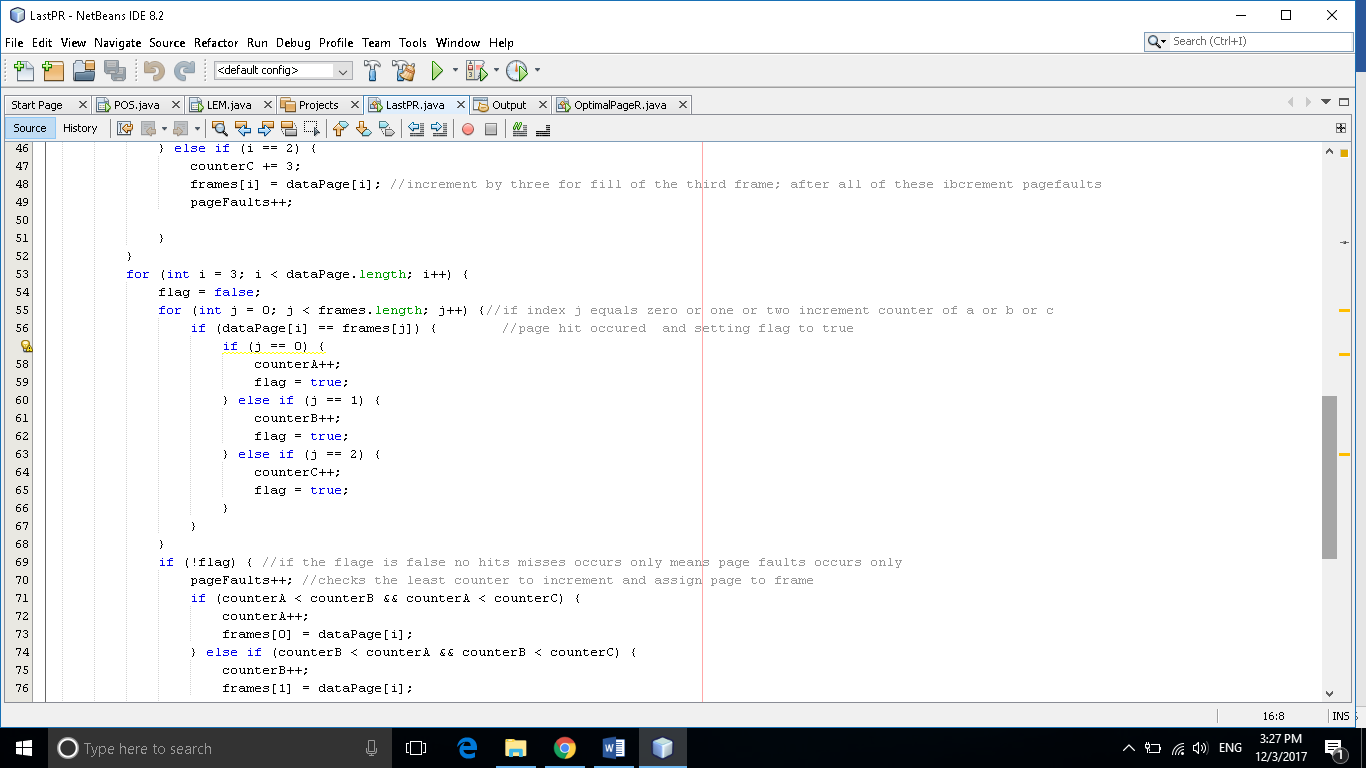 LastPR - NetBeans IDE 8.2
File Edit View Navigate Source Refactor Run Debug Profile Team Tools Window Help
Search (Ctrl+I)
<default config>
Start Page POS.java LEM.java Projects LastPR.java Output OptimalPageR.java
Source History
46 } else if (i == 2) {
47 counterC += 3;
48 frames[i] = dataPage[i]; //increment by three for fill of the third frame; after all of these ibcrement pagefaults
49 pageFaults++;
50
51 }
52 }
53 for (int i = 3; i < dataPage.length; i++) {
54 flag = false;
55 for (int j = 0; j < frames.length; j++) {//if index j equals zero or one or two increment counter of a or b or c
56 if (dataPage[i] == frames[j]) { //page hit occured  and setting flag to true
if (j == 0) {
58 counterA++;
59 flag = true;
60 } else if (j == 1) {
61 counterB++;
62 flag = true;
63 } else if (j == 2) {
64 counterC++;
65 flag = true;
66 }
67 }
68 }
69 if (!flag) { //if the flage is false no hits misses occurs only means page faults occurs only
70 pageFaults++; //checks the least counter to increment and assign page to frame
71 if (counterA < counterB && counterA < counterC) {
72 counterA++;
73 frames[0] = dataPage[i];
74 } else if (counterB < counterA && counterB < counterC) {
75 counterB++;
76 frames[1] = dataPage[i];
16:8 INS
Type here to search
ENG
3:27 PM
12/3/2017
1